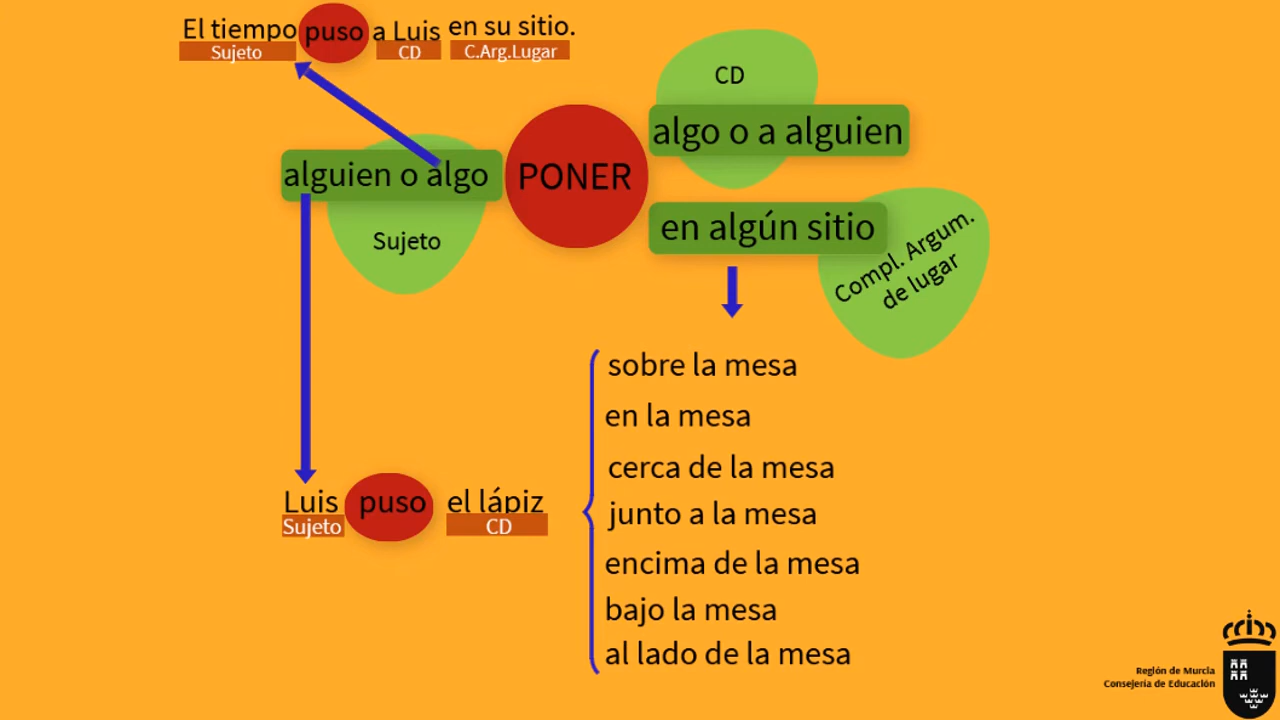 El tiempo puso a Luis en su sitio.
Sujeto CD C.Arg.Lugar
CD
algo o a alguien
alguien o algo PONER
Sujeto
en algún sitio
Compl. Argum.
de lugar
sobre la mesa
en la mesa
cerca de la mesa
Luis puso el lápiz
Sujeto CD
junto a la mesa
encima de la mesa
bajo la mesa
al lado de la mesa
Región de Murcia
Consejería de Educación